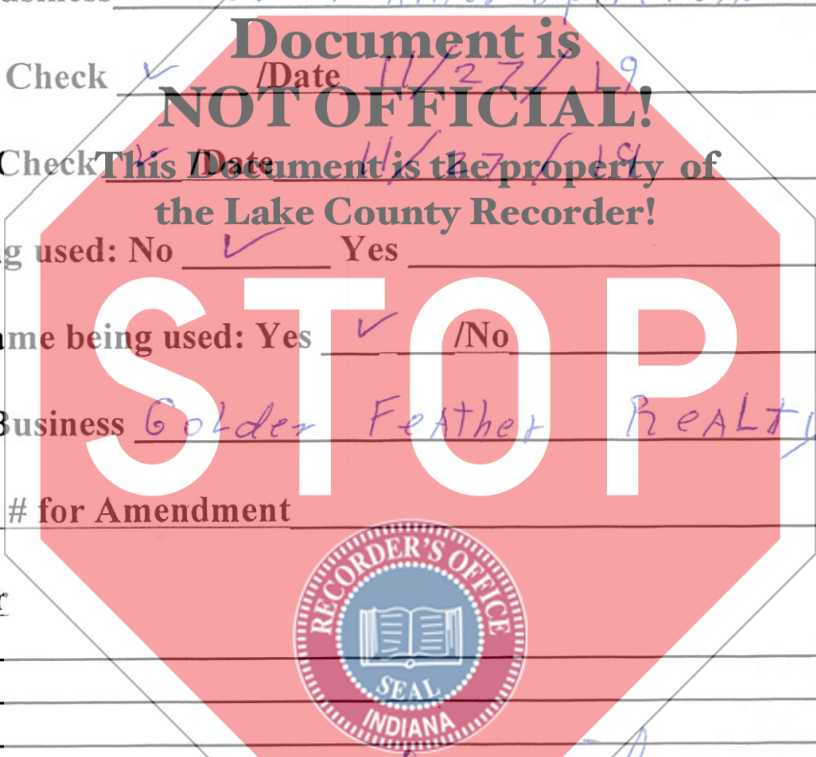 usiness
Document is
Check ✓ /Date 11/27/19
NOT OFFICIAL!
Check ✓ /Date 11/27/19
This Document is the property of
the Lake County Recorder!
g used: No ✓ Yes
ame being used: Yes ✓ /No
STOP
Business Golder Feather Realty
# for Amendment
RECORDER'S OFFICE
SEAL
INDIANA